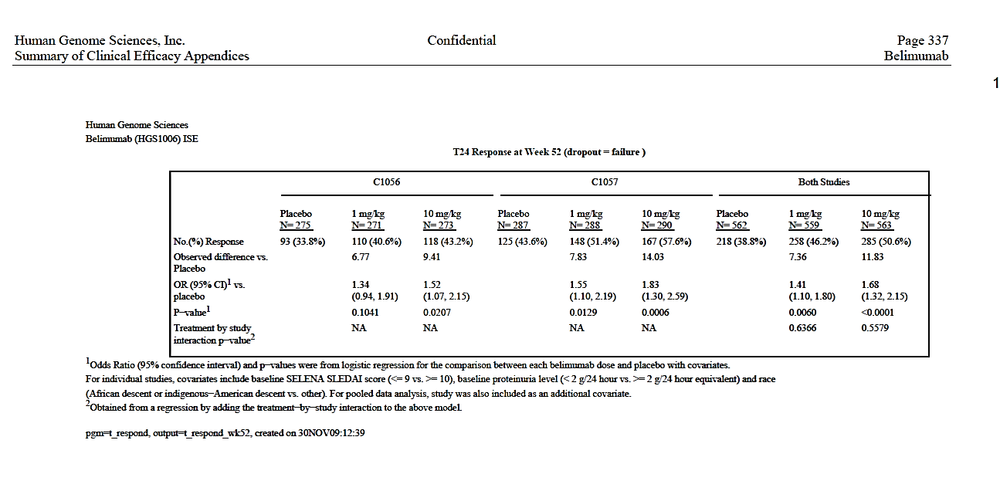 Human Genome Sciences, Inc. Confidential Page 337
Summary of Clinical Efficacy Appendices Belimumab
1
Human Genome Sciences
Belimumab (HGS1006) ISE
T24 Response at Week 52 (dropout = failure )
C1056 C1057 Both Studies
Placebo 1 mg/kg 10 mg/kg Placebo 1 mg/kg 10 mg/kg Placebo 1 mg/kg 10 mg/kg
N= 275 N= 271 N= 273 N= 287 N= 288 N= 290 N= 562 N= 559 N= 563
No.(%) Response 93 (33.8%) 110 (40.6%) 118 (43.2%) 125 (43.6%) 148 (51.4%) 167 (57.6%) 218 (38.8%) 258 (46.2%) 285 (50.6%)
Observed difference vs. 6.77 9.41 7.83 14.03 7.36 11.83
Placebo
OR (95% CI)1 vs. 1.34 1.52 1.55 1.83 1.41 1.68
placebo (0.94, 1.91) (1.07, 2.15) (1.10, 2.19) (1.30, 2.59) (1.10, 1.80) (1.32, 2.15)
P-value1 0.1041 0.0207 0.0129 0.0006 0.0060 <0.0001
Treatment by study NA NA NA NA 0.6366 0.5579
interaction p-value2
1Odds Ratio (95% confidence interval) and p-values were from logistic regression for the comparison between each belimumab dose and placebo with covariates.
For individual studies, covariates include baseline SELENA SLEDAI score (<= 9 vs. >= 10), baseline proteinuria level (< 2 g/24 hour vs. >= 2 g/24 hour equivalent) and race
(African descent or indigenous-American descent vs. other). For pooled data analysis, study was also included as an additional covariate.
2Obtained from a regression by adding the treatment-by-study interaction to the above model.
pgm=t_respond, output=t_respond_wk52, created on 30NOV09:12:39